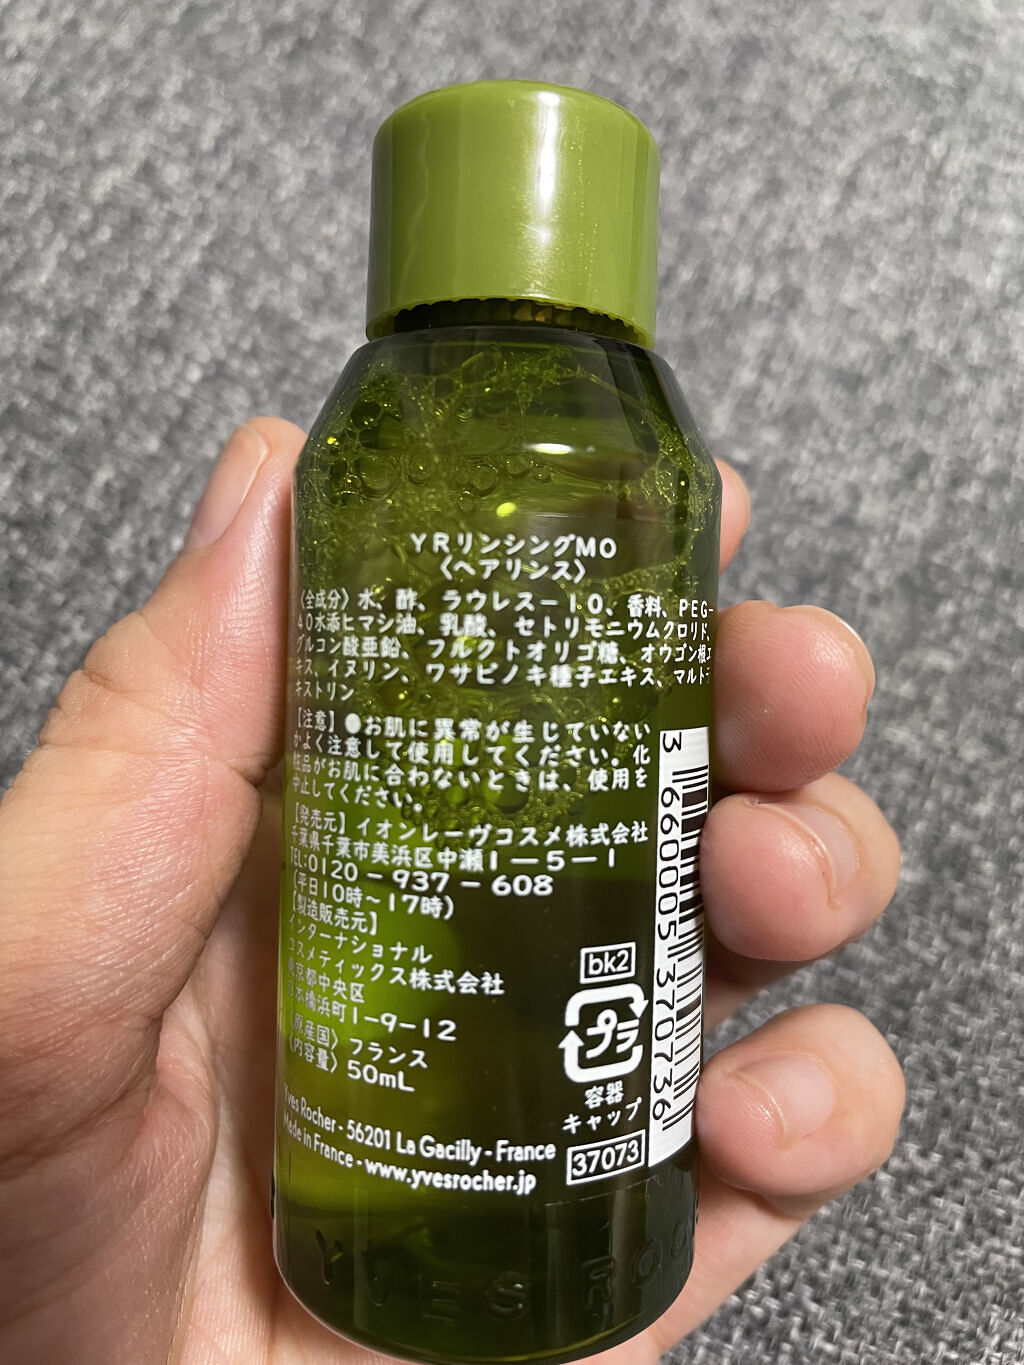 YRリンシングMO
〈ヘアリンス〉
〈全成分〉水、酢、ラウレス－10、香料、PEG－
40水添ヒマシ油、乳酸、セトリモニウムクロリド、
グルコン酸亜鉛、フルクトオリゴ糖、オウゴン根エ
キス、イヌリン、ワサビノキ種子エキス、マルトデ
キストリン
【注意】●お肌に異常が生じていない
かよく注意して使用してください。化
粧品がお肌に合わないときは、使用を
中止してください。
【発売元】イオンレーヴコスメ株式会社
千葉県千葉市美浜区中瀬1－5－1
TEL:0120－937－608
(平日10時～17時)
【製造販売元】
インターナショナル
コスメティックス株式会社
東京都中央区
日本橋浜町1-9-12
〈原産国〉フランス
〈内容量〉50mL
Yves Rocher - 56201 La Gacilly - France
Made in France - www.yvesrocher.jp
bk2
プラ
容器
キャップ
37073
3 660005 370736
YVES ROC